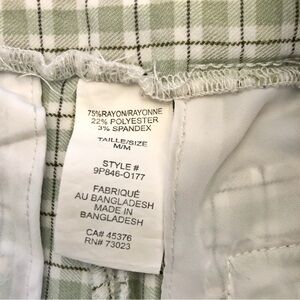 75%RAYON/RAYONNE
22% POLYESTER
3% SPANDEX
TAILLE/SIZE
M/M
STYLE #
9P846-O177
FABRIQUÉ
AU BANGLADESH
MADE IN
BANGLADESH
CA# 45376
RN# 73023